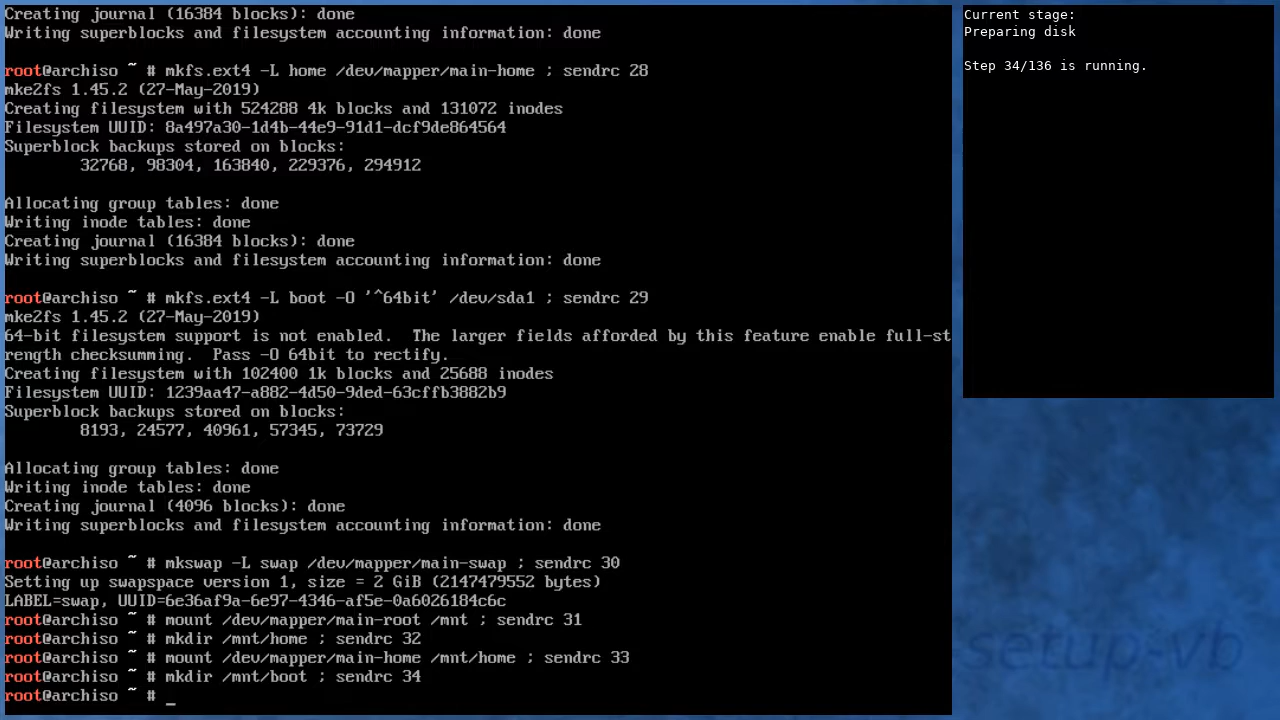 Creating journal (16384 blocks): done
Writing superblocks and filesystem accounting information: done
root@archiso ~ # mkfs.ext4 -L home /dev/mapper/main-home ; sendrc 28
mke2fs 1.45.2 (27-May-2019)
Creating filesystem with 524288 4k blocks and 131072 inodes
Filesystem UUID: 8a497a30-1d4b-44e9-91d1-dcf9de864564
Superblock backups stored on blocks:
32768, 98304, 163840, 229376, 294912
Allocating group tables: done
Writing inode tables: done
Creating journal (16384 blocks): done
Writing superblocks and filesystem accounting information: done
root@archiso ~ # mkfs.ext4 -L boot -O '^64bit' /dev/sda1 ; sendrc 29
mke2fs 1.45.2 (27-May-2019)
64-bit filesystem support is not enabled.  The larger fields afforded by this feature enable full-st
rength checksumming.  Pass -O 64bit to rectify.
Creating filesystem with 102400 1k blocks and 25688 inodes
Filesystem UUID: 1239aa47-a882-4d50-9ded-63cffb3882b9
Superblock backups stored on blocks:
8193, 24577, 40961, 57345, 73729
Allocating group tables: done
Writing inode tables: done
Creating journal (4096 blocks): done
Writing superblocks and filesystem accounting information: done
root@archiso ~ # mkswap -L swap /dev/mapper/main-swap ; sendrc 30
Setting up swapspace version 1, size = 2 GiB (2147479552 bytes)
LABEL=swap, UUID=6e36af9a-6e97-4346-af5e-0a6026184c6c
root@archiso ~ # mount /dev/mapper/main-root /mnt ; sendrc 31
root@archiso ~ # mkdir /mnt/home ; sendrc 32
root@archiso ~ # mount /dev/mapper/main-home /mnt/home ; sendrc 33
root@archiso ~ # mkdir /mnt/boot ; sendrc 34
root@archiso ~ # _
Current stage:
Preparing disk
Step 34/136 is running.
setup-vb